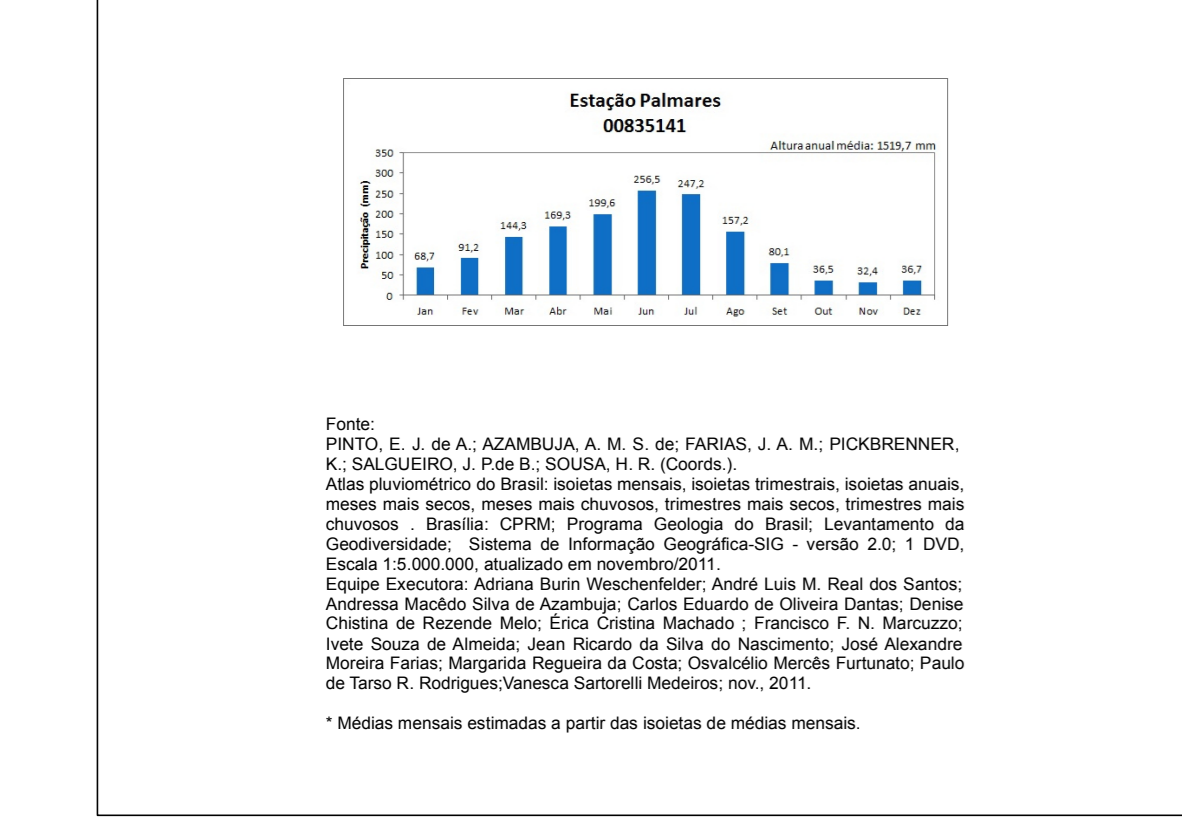 Estação Palmares
00835141
Altura anual média: 1519,7 mm
Precipitação (mm)
350
300
250
200
150
100
50
0
68,7
91,2
144,3
169,3
199,6
256,5
247,2
157,2
80,1
36,5
32,4
36,7
Jan Fev Mar Abr Mai Jun Jul Ago Set Out Nov Dez
Fonte:
PINTO, E. J. de A.; AZAMBUJA, A. M. S. de; FARIAS, J. A. M.; PICKBRENNER,
K.; SALGUEIRO, J. P.de B.; SOUSA, H. R. (Coords.).
Atlas pluviométrico do Brasil: isoietas mensais, isoietas trimestrais, isoietas anuais,
meses mais secos, meses mais chuvosos, trimestres mais secos, trimestres mais
chuvosos . Brasília: CPRM; Programa Geologia do Brasil; Levantamento da
Geodiversidade; Sistema de Informação Geográfica-SIG - versão 2.0; 1 DVD,
Escala 1:5.000.000, atualizado em novembro/2011.
Equipe Executora: Adriana Burin Weschenfelder; André Luis M. Real dos Santos;
Andressa Macêdo Silva de Azambuja; Carlos Eduardo de Oliveira Dantas; Denise
Chistina de Rezende Melo; Érica Cristina Machado ; Francisco F. N. Marcuzzo;
Ivete Souza de Almeida; Jean Ricardo da Silva do Nascimento; José Alexandre
Moreira Farias; Margarida Regueira da Costa; Osvalcélio Mercês Furtunato; Paulo
de Tarso R. Rodrigues;Vanesca Sartorelli Medeiros; nov., 2011.
* Médias mensais estimadas a partir das isoietas de médias mensais.